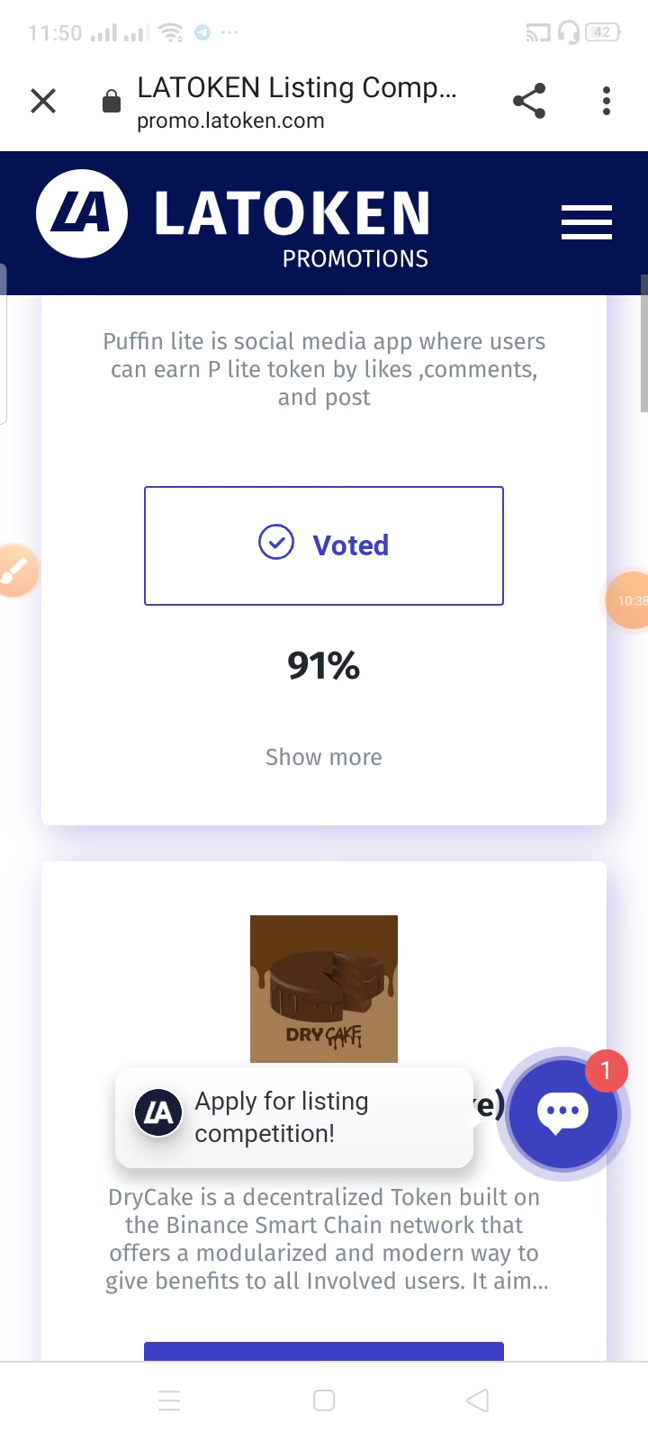 11:50
42
LATOKEN Listing Comp...
promo.latoken.com
LA LATOKEN
PROMOTIONS
Puffin lite is social media app where users
can earn P lite token by likes ,comments,
and post
Voted
10:38
91%
Show more
DRY CAKE
1
LA Apply for listing
competition!
e)
DryCake is a decentralized Token built on
the Binance Smart Chain network that
offers a modularized and modern way to
give benefits to all Involved users. It aim...